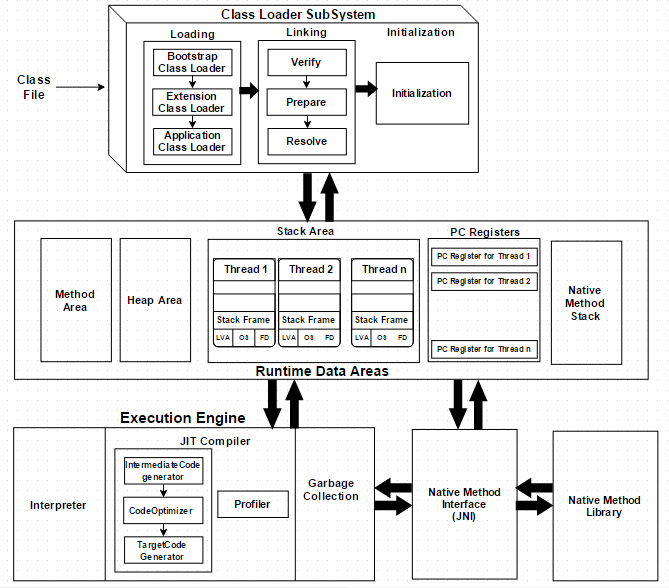 Class Loader SubSystem
Loading
Linking
Initialization
Class
File
Bootstrap
Class Loader
Extension
Class Loader
Application
Class Loader
Verify
Prepare
Resolve
Initialization
Stack Area
PC Registers
Method
Area
Heap Area
Thread 1
Thread 2
Thread n
Stack Frame
Stack Frame
Stack Frame
LVA OS FD
LVA OS FD
LVA OS FD
PC Register for Thread 1
PC Register for Thread 2
PC Register for Thread n
Native
Method
Stack
Runtime Data Areas
Execution Engine
JIT Compiler
Interpreter
IntermediateCode
generator
CodeOptimizer
TargetCode
Generator
Profiler
Garbage
Collection
Native Method
Interface
(JNI)
Native Method
Library